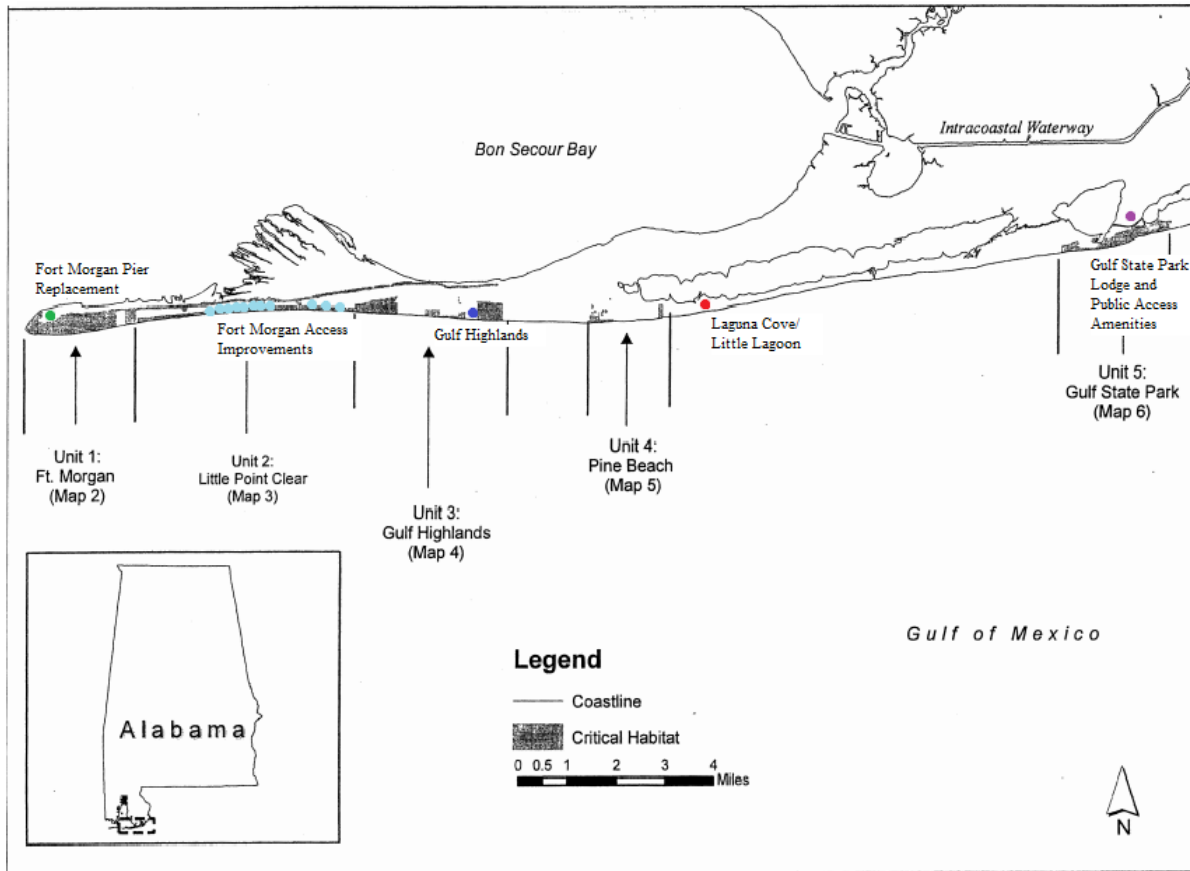 Bon Secour Bay
Intracoastal Waterway
Fort Morgan Pier
Replacement
Fort Morgan Access
Improvements
Gulf Highlands
Laguna Cove/
Little Lagoon
Gulf State Park
Lodge and
Public Access
Amenities
Unit 1:
Ft. Morgan
(Map 2)
Unit 2:
Little Point Clear
(Map 3)
Unit 3:
Gulf Highlands
(Map 4)
Unit 4:
Pine Beach
(Map 5)
Unit 5:
Gulf State Park
(Map 6)
Gulf of Mexico
Alabama
Legend
Coastline
Critical Habitat
0 0.5 1 2 3 4
Miles
N